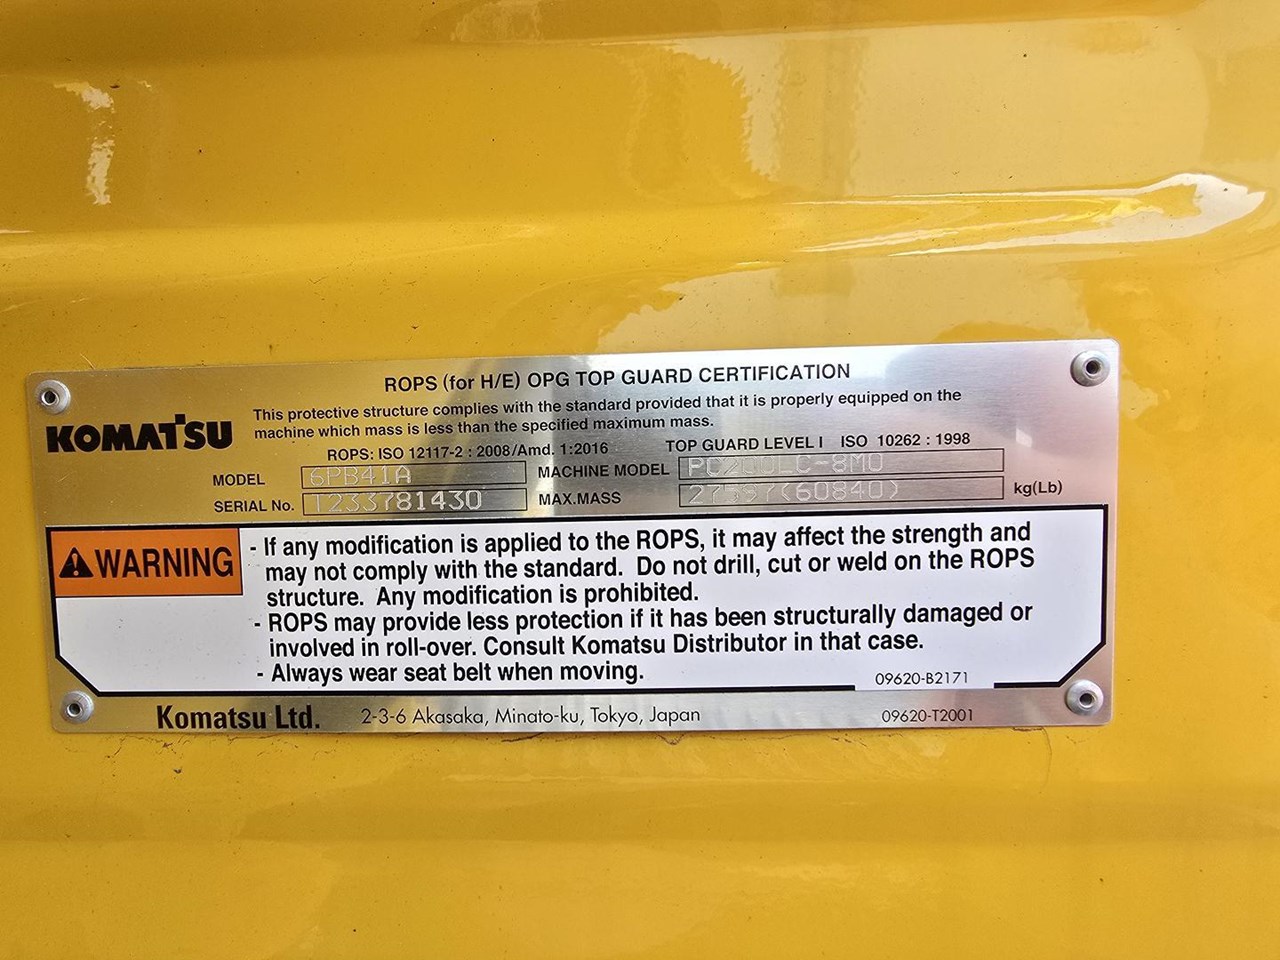 ROPS (for H/E) OPG TOP GUARD CERTIFICATION
KOMATSU
This protective structure complies with the standard provided that it is properly equipped on the
machine which mass is less than the specified maximum mass.
ROPS: ISO 12117-2 : 2008/Amd. 1:2016 TOP GUARD LEVEL I ISO 10262 : 1998
MODEL 6PB41A MACHINE MODEL PC200LC-8M0
SERIAL No. T233781430 MAX.MASS 27597(60840) kg(Lb)
WARNING
- If any modification is applied to the ROPS, it may affect the strength and
may not comply with the standard. Do not drill, cut or weld on the ROPS
structure. Any modification is prohibited.
- ROPS may provide less protection if it has been structurally damaged or
involved in roll-over. Consult Komatsu Distributor in that case.
- Always wear seat belt when moving.
09620-B2171
Komatsu Ltd. 2-3-6 Akasaka, Minato-ku, Tokyo, Japan 09620-T2001